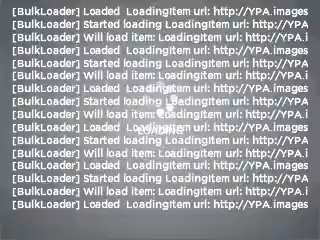 [BulkLoader] Loaded  LoadingItem url: http://YPA.images
[BulkLoader] Started loading LoadingItem url: http://YPA
[BulkLoader] Will load item: LoadingItem url: http://YPA.i
[BulkLoader] Loaded  LoadingItem url: http://YPA.images
[BulkLoader] Started loading LoadingItem url: http://YPA
[BulkLoader] Will load item: LoadingItem url: http://YPA.i
[BulkLoader] Loaded  LoadingItem url: http://YPA.images
[BulkLoader] Started loading LoadingItem url: http://YPA
[BulkLoader] Will load item: LoadingItem url: http://YPA.i
[BulkLoader] Loaded  LoadingItem url: http://YPA.images
LOADING
[BulkLoader] Started loading LoadingItem url: http://YPA
[BulkLoader] Will load item: LoadingItem url: http://YPA.i
[BulkLoader] Loaded  LoadingItem url: http://YPA.images
[BulkLoader] Started loading LoadingItem url: http://YPA
[BulkLoader] Will load item: LoadingItem url: http://YPA.i
[BulkLoader] Loaded  LoadingItem url: http://YPA.images